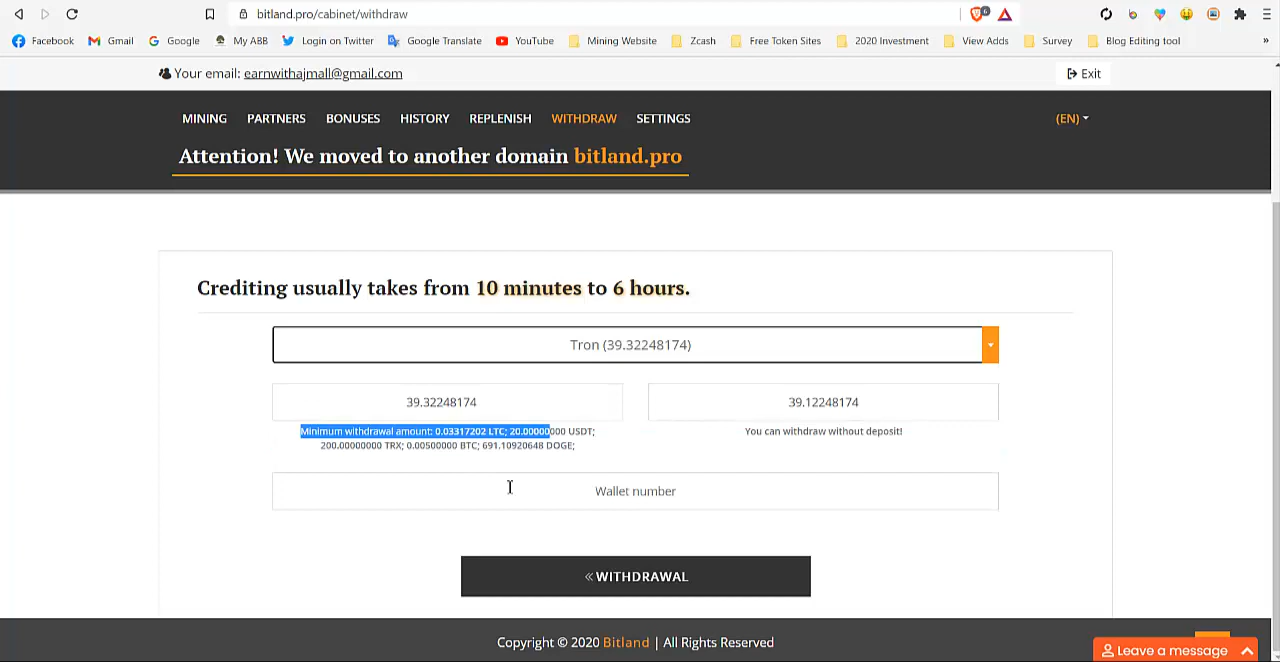 bitland.pro/cabinet/withdraw
6
Facebook Gmail Google My ABB Login on Twitter Google Translate YouTube Mining Website Zcash Free Token Sites 2020 Investment View Adds Survey Blog Editing tool »
Your email: earnwithajmall@gmail.com Exit
MINING PARTNERS BONUSES HISTORY REPLENISH WITHDRAW SETTINGS (EN)
Attention! We moved to another domain bitland.pro
Crediting usually takes from 10 minutes to 6 hours.
Tron (39.32248174)
39.32248174 39.12248174
Minimum withdrawal amount: 0.03317202 LTC; 20.00000000 USDT; You can withdraw without deposit!
200.00000000 TRX; 0.00500000 BTC; 691.10920648 DOGE;
Wallet number
« WITHDRAWAL
Copyright © 2020 Bitland | All Rights Reserved
Leave a message